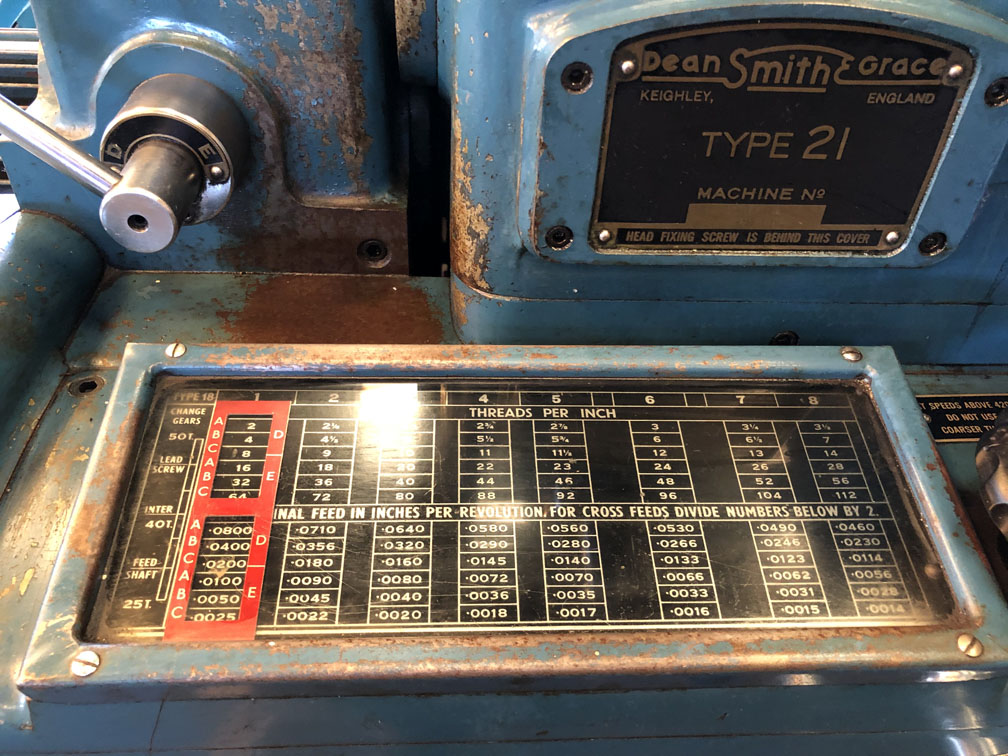 Dean Smith & Grace
KEIGHLEY, ENGLAND
TYPE 21
MACHINE Nº
HEAD FIXING SCREW IS BEHIND THIS COVER
D E
TYPE 18 1 2 4 5 6 7 8
CHANGE GEARS
THREADS PER INCH
50T.
LEAD SCREW
INTER
40T.
FEED SHAFT
25T.
A B C A B C
D
E
2 2¼ 2¾ 2⅞ 3 3¼ 3½
4 4½ 5½ 5¾ 6 6½ 7
8 9 11 11½ 12 13 14
16 18 20 22 23 24 26 28
32 36 40 44 46 48 52 56
64 72 80 88 92 96 104 112
INAL FEED IN INCHES PER REVOLUTION, FOR CROSS FEEDS DIVIDE NUMBERS BELOW BY 2.
A B C A B C
D
E
·0800 ·0710 ·0640 ·0580 ·0560 ·0530 ·0490 ·0460
·0400 ·0356 ·0320 ·0290 ·0280 ·0266 ·0246 ·0230
·0200 ·0180 ·0160 ·0145 ·0140 ·0133 ·0123 ·0114
·0100 ·0090 ·0080 ·0072 ·0070 ·0066 ·0062 ·0056
·0050 ·0045 ·0040 ·0036 ·0035 ·0033 ·0031 ·0028
·0025 ·0022 ·0020 ·0018 ·0017 ·0016 ·0015 ·0014
T SPEEDS ABOVE 420
DO NOT USE
COARSER TH